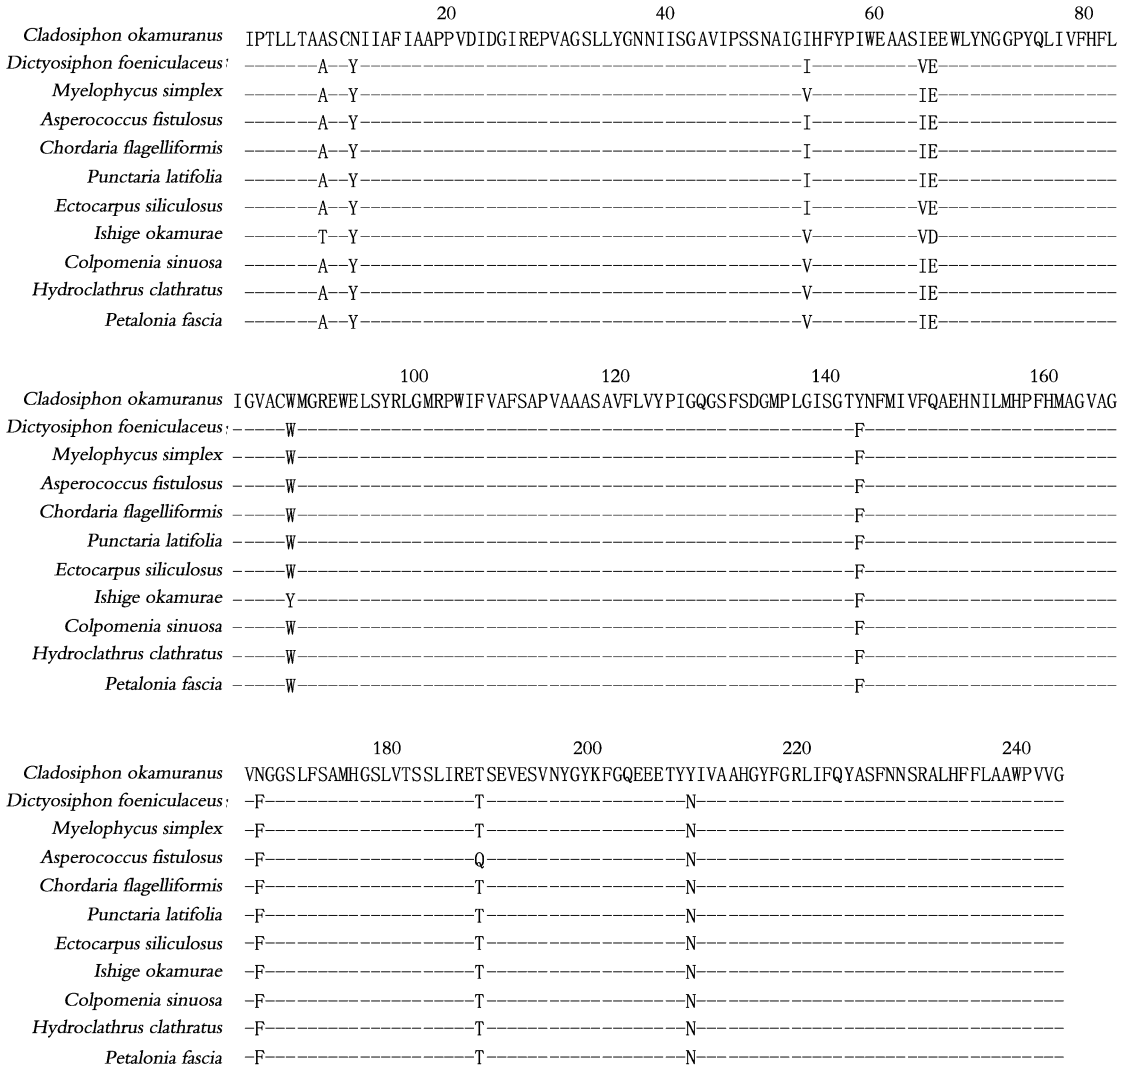 20 40 60 80
Cladosiphon okamuranus IPTLLTAASCNIIAFIAAPPVDIDGIREPVAGSLLYGNNIISGAVIPSSNAIGIHFYPIWEAASIEEWLYNGGPYQLIVFHFL
Dictyosiphon foeniculaceus -------A--Y------------------------------------------I----------VE-----------------
Myelophycus simplex -------A--Y------------------------------------------V----------IE-----------------
Asperococcus fistulosus -------A--Y------------------------------------------I----------IE-----------------
Chordaria flagelliformis -------A--Y------------------------------------------I----------IE-----------------
Punctaria latifolia -------A--Y------------------------------------------I----------IE-----------------
Ectocarpus siliculosus -------A--Y------------------------------------------I----------VE-----------------
Ishige okamurae -------T--Y------------------------------------------V----------VD-----------------
Colpomenia sinuosa -------A--Y------------------------------------------V----------IE-----------------
Hydroclathrus clathratus -------A--Y------------------------------------------V----------IE-----------------
Petalonia fascia -------A--Y------------------------------------------V----------IE-----------------
100 120 140 160
Cladosiphon okamuranus IGVACWMGREWELSYRLGMRPWIFVAFSAPVAAASAVFLVYPIGQGSFSDGMPLGISGTYNFMIVFQAEHNILMHPFHMAGVAG
Dictyosiphon foeniculaceus -----W-----------------------------------------------------F------------------------
Myelophycus simplex -----W-----------------------------------------------------F------------------------
Asperococcus fistulosus -----W-----------------------------------------------------F------------------------
Chordaria flagelliformis -----W-----------------------------------------------------F------------------------
Punctaria latifolia -----W-----------------------------------------------------F------------------------
Ectocarpus siliculosus -----W-----------------------------------------------------F------------------------
Ishige okamurae -----Y-----------------------------------------------------F------------------------
Colpomenia sinuosa -----W-----------------------------------------------------F------------------------
Hydroclathrus clathratus -----W-----------------------------------------------------F------------------------
Petalonia fascia -----W-----------------------------------------------------F------------------------
180 200 220 240
Cladosiphon okamuranus VNGGSLFSAMHGSLVTSSLIRETSEVESVNYGYKFGQEEETYYIVAAHGYFGRLIFQYASFNNSRALHFFLAAWPVVG
Dictyosiphon foeniculaceus -F--------------------T-------------------N-----------------------------------
Myelophycus simplex -F--------------------T-------------------N-----------------------------------
Asperococcus fistulosus -F--------------------Q-------------------N-----------------------------------
Chordaria flagelliformis -F--------------------T-------------------N-----------------------------------
Punctaria latifolia -F--------------------T-------------------N-----------------------------------
Ectocarpus siliculosus -F--------------------T-------------------N-----------------------------------
Ishige okamurae -F--------------------T-------------------N-----------------------------------
Colpomenia sinuosa -F--------------------T-------------------N-----------------------------------
Hydroclathrus clathratus -F--------------------T-------------------N-----------------------------------
Petalonia fascia -F--------------------T-------------------N-----------------------------------